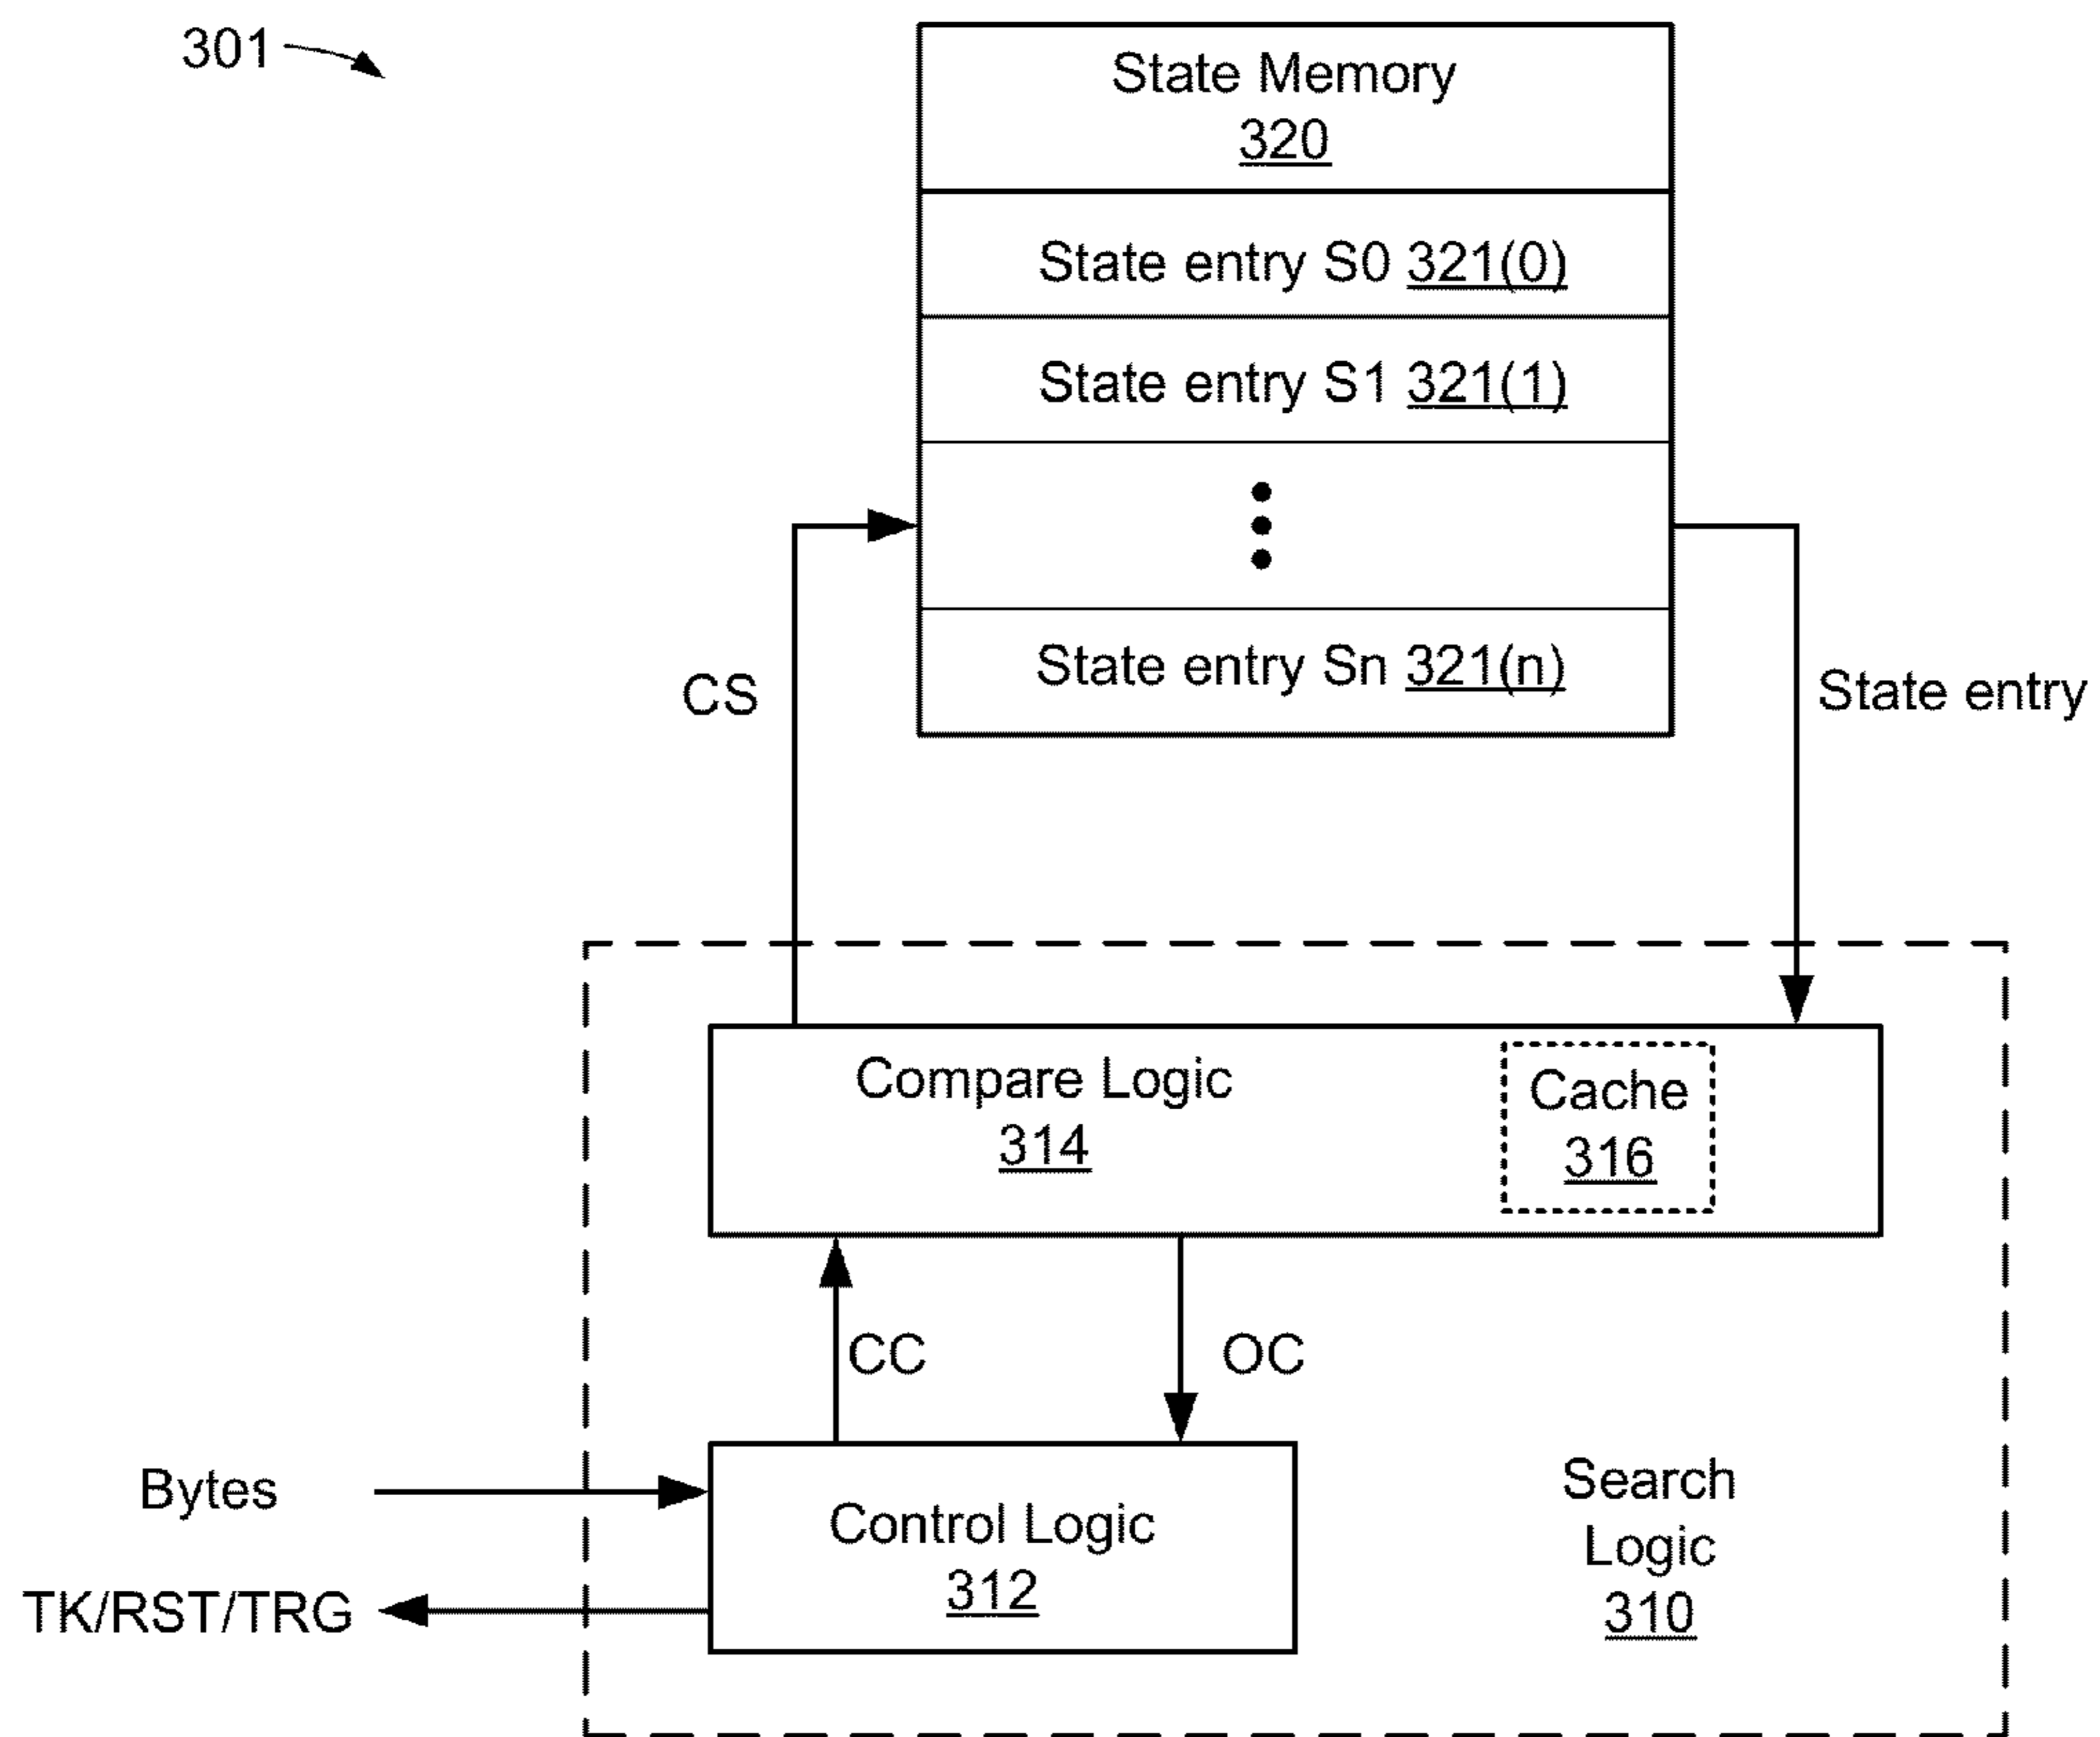 301
State Memory
320
State entry S0 321(0)
State entry S1 321(1)
State entry Sn 321(n)
CS
State entry
Compare Logic
314
Cache
316
CC
OC
Bytes
Control Logic
312
TK/RST/TRG
Search
Logic
310